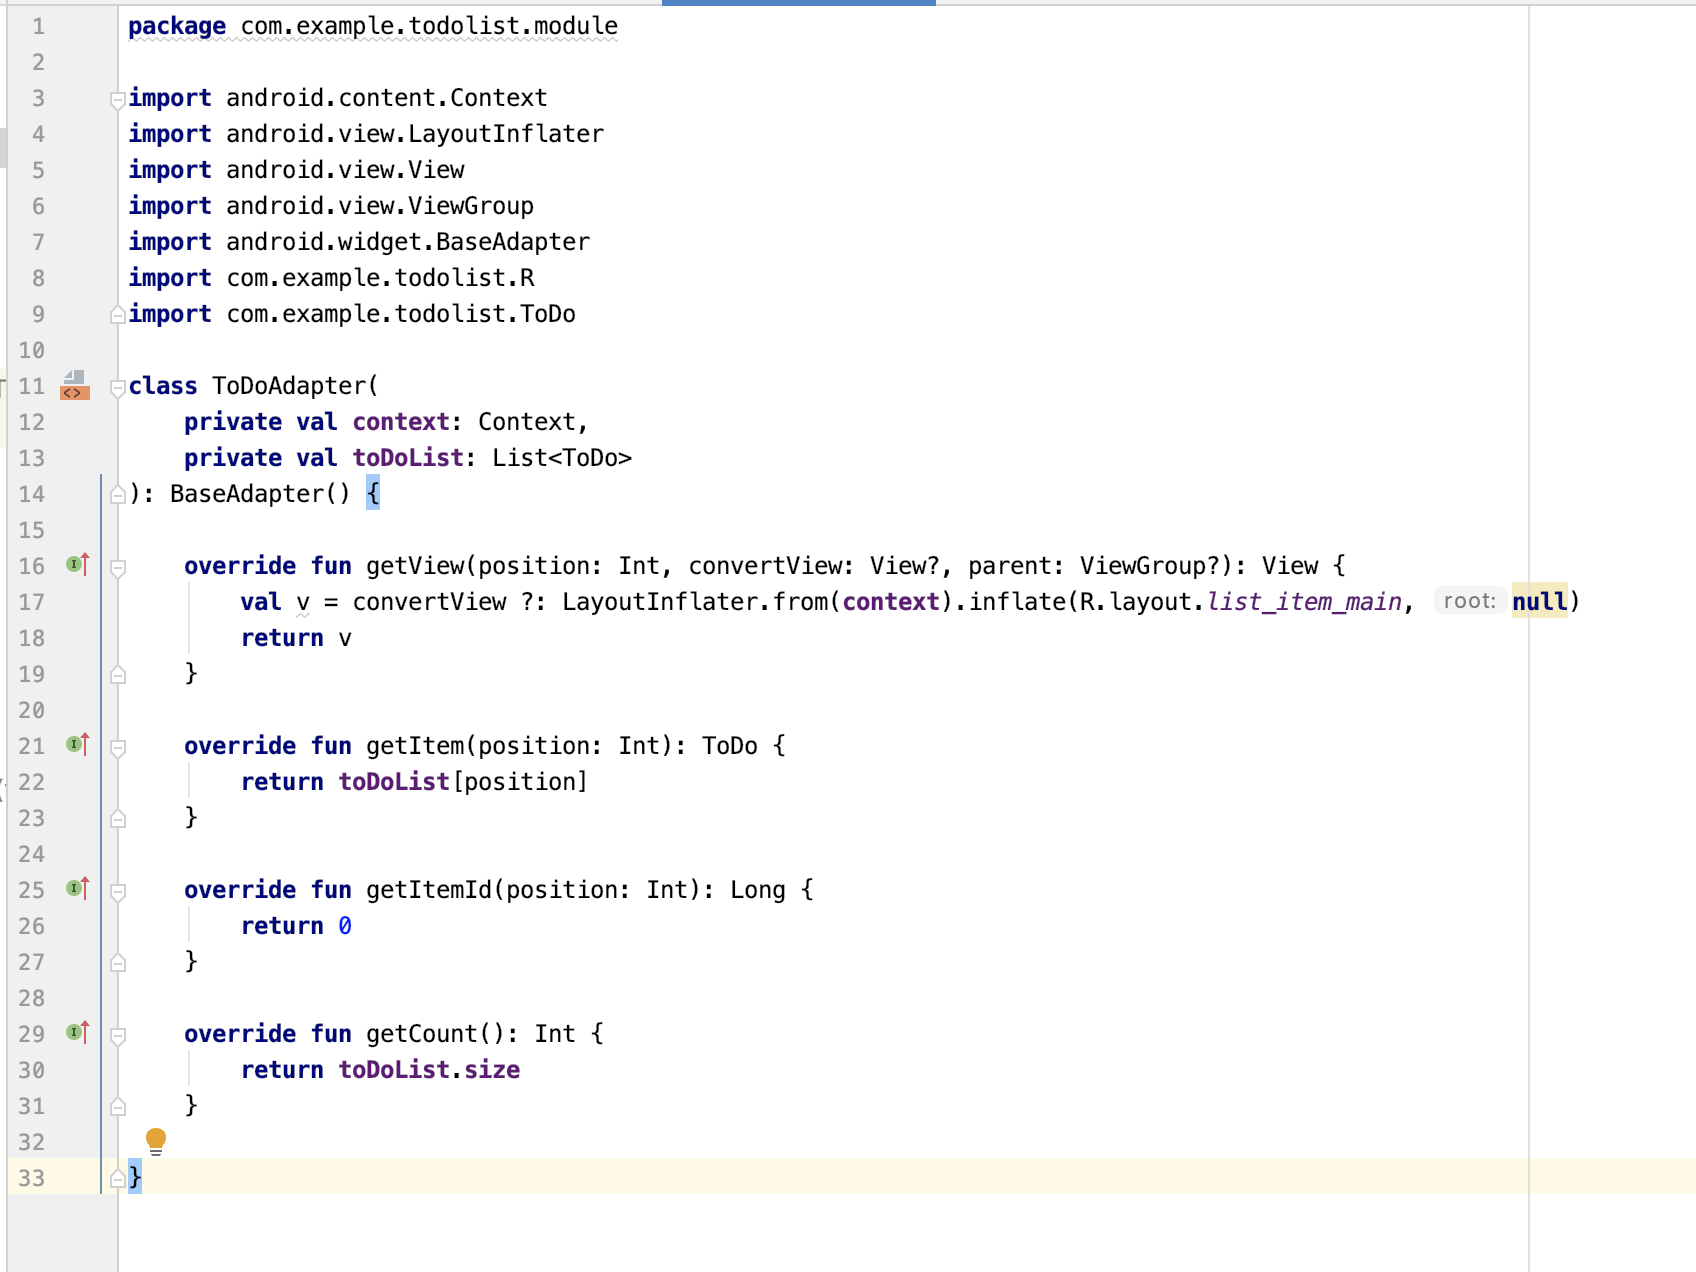 1 package com.example.todolist.module
2
3 import android.content.Context
4 import android.view.LayoutInflater
5 import android.view.View
6 import android.view.ViewGroup
7 import android.widget.BaseAdapter
8 import com.example.todolist.R
9 import com.example.todolist.ToDo
10
11 <> class ToDoAdapter(
12     private val context: Context,
13     private val toDoList: List<ToDo>
14 ): BaseAdapter() {
15
16 I     override fun getView(position: Int, convertView: View?, parent: ViewGroup?): View {
17         val v = convertView ?: LayoutInflater.from(context).inflate(R.layout.list_item_main, root: null)
18         return v
19     }
20
21 I     override fun getItem(position: Int): ToDo {
22         return toDoList[position]
23     }
24
25 I     override fun getItemId(position: Int): Long {
26         return 0
27     }
28
29 I     override fun getCount(): Int {
30         return toDoList.size
31     }
32
33 }